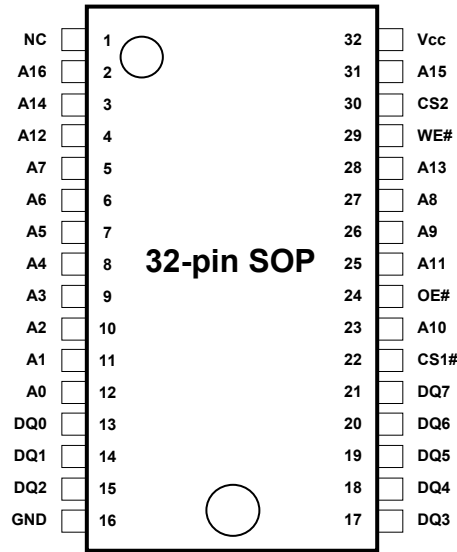 NC 1 32 Vcc
A16 2 31 A15
A14 3 30 CS2
A12 4 29 WE#
A7 5 28 A13
A6 6 27 A8
A5 7 26 A9
A4 8 32-pin SOP 25 A11
A3 9 24 OE#
A2 10 23 A10
A1 11 22 CS1#
A0 12 21 DQ7
DQ0 13 20 DQ6
DQ1 14 19 DQ5
DQ2 15 18 DQ4
GND 16 17 DQ3